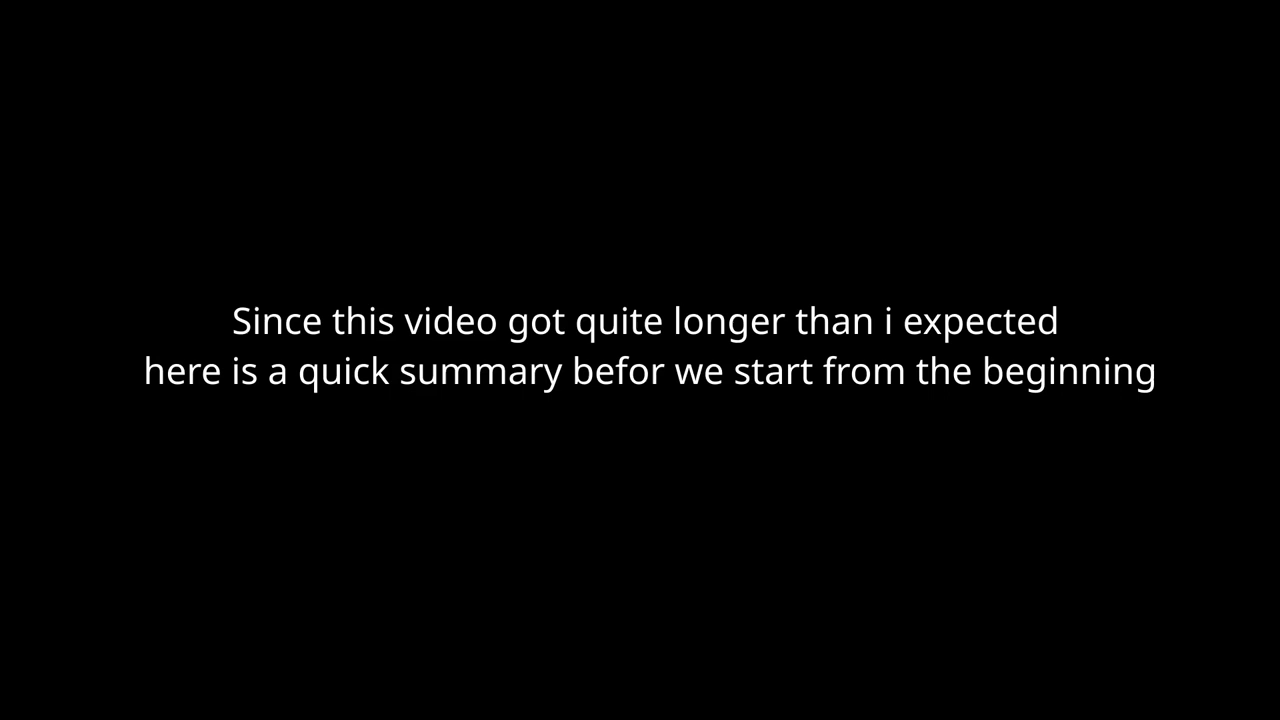 Since this video got quite longer than i expected
here is a quick summary befor we start from the beginning